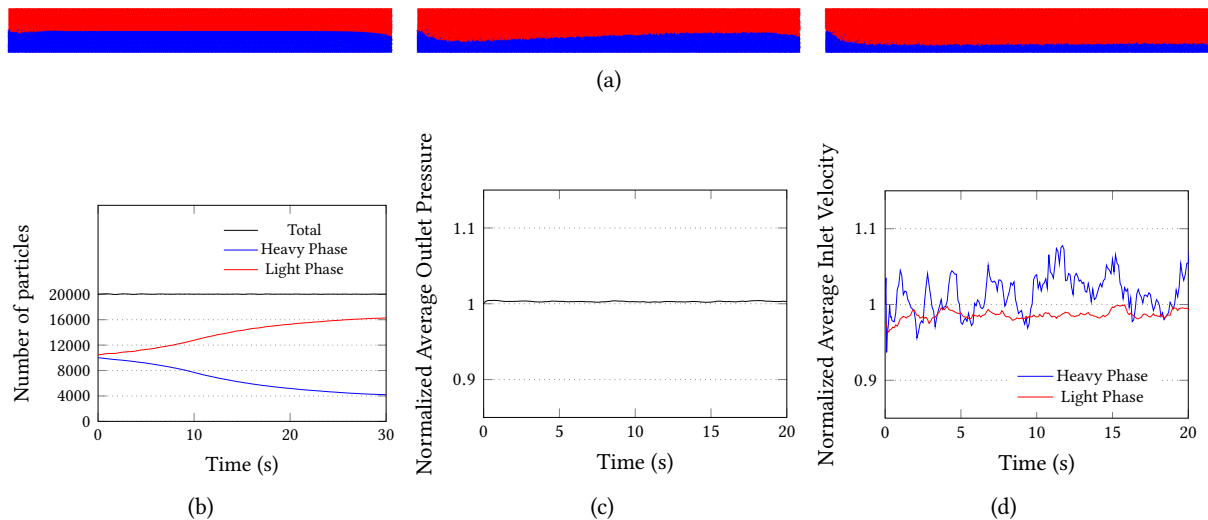 (a)
Number of particles
20000
16000
12000
8000
4000
0
Total
Heavy Phase
Light Phase
0 10 20 30
Time (s)
(b)
Normalized Average Outlet Pressure
1.1
1
0.9
0 5 10 15 20
Time (s)
(c)
Normalized Average Inlet Velocity
1.1
1
0.9
Heavy Phase
Light Phase
0 5 10 15 20
Time (s)
(d)